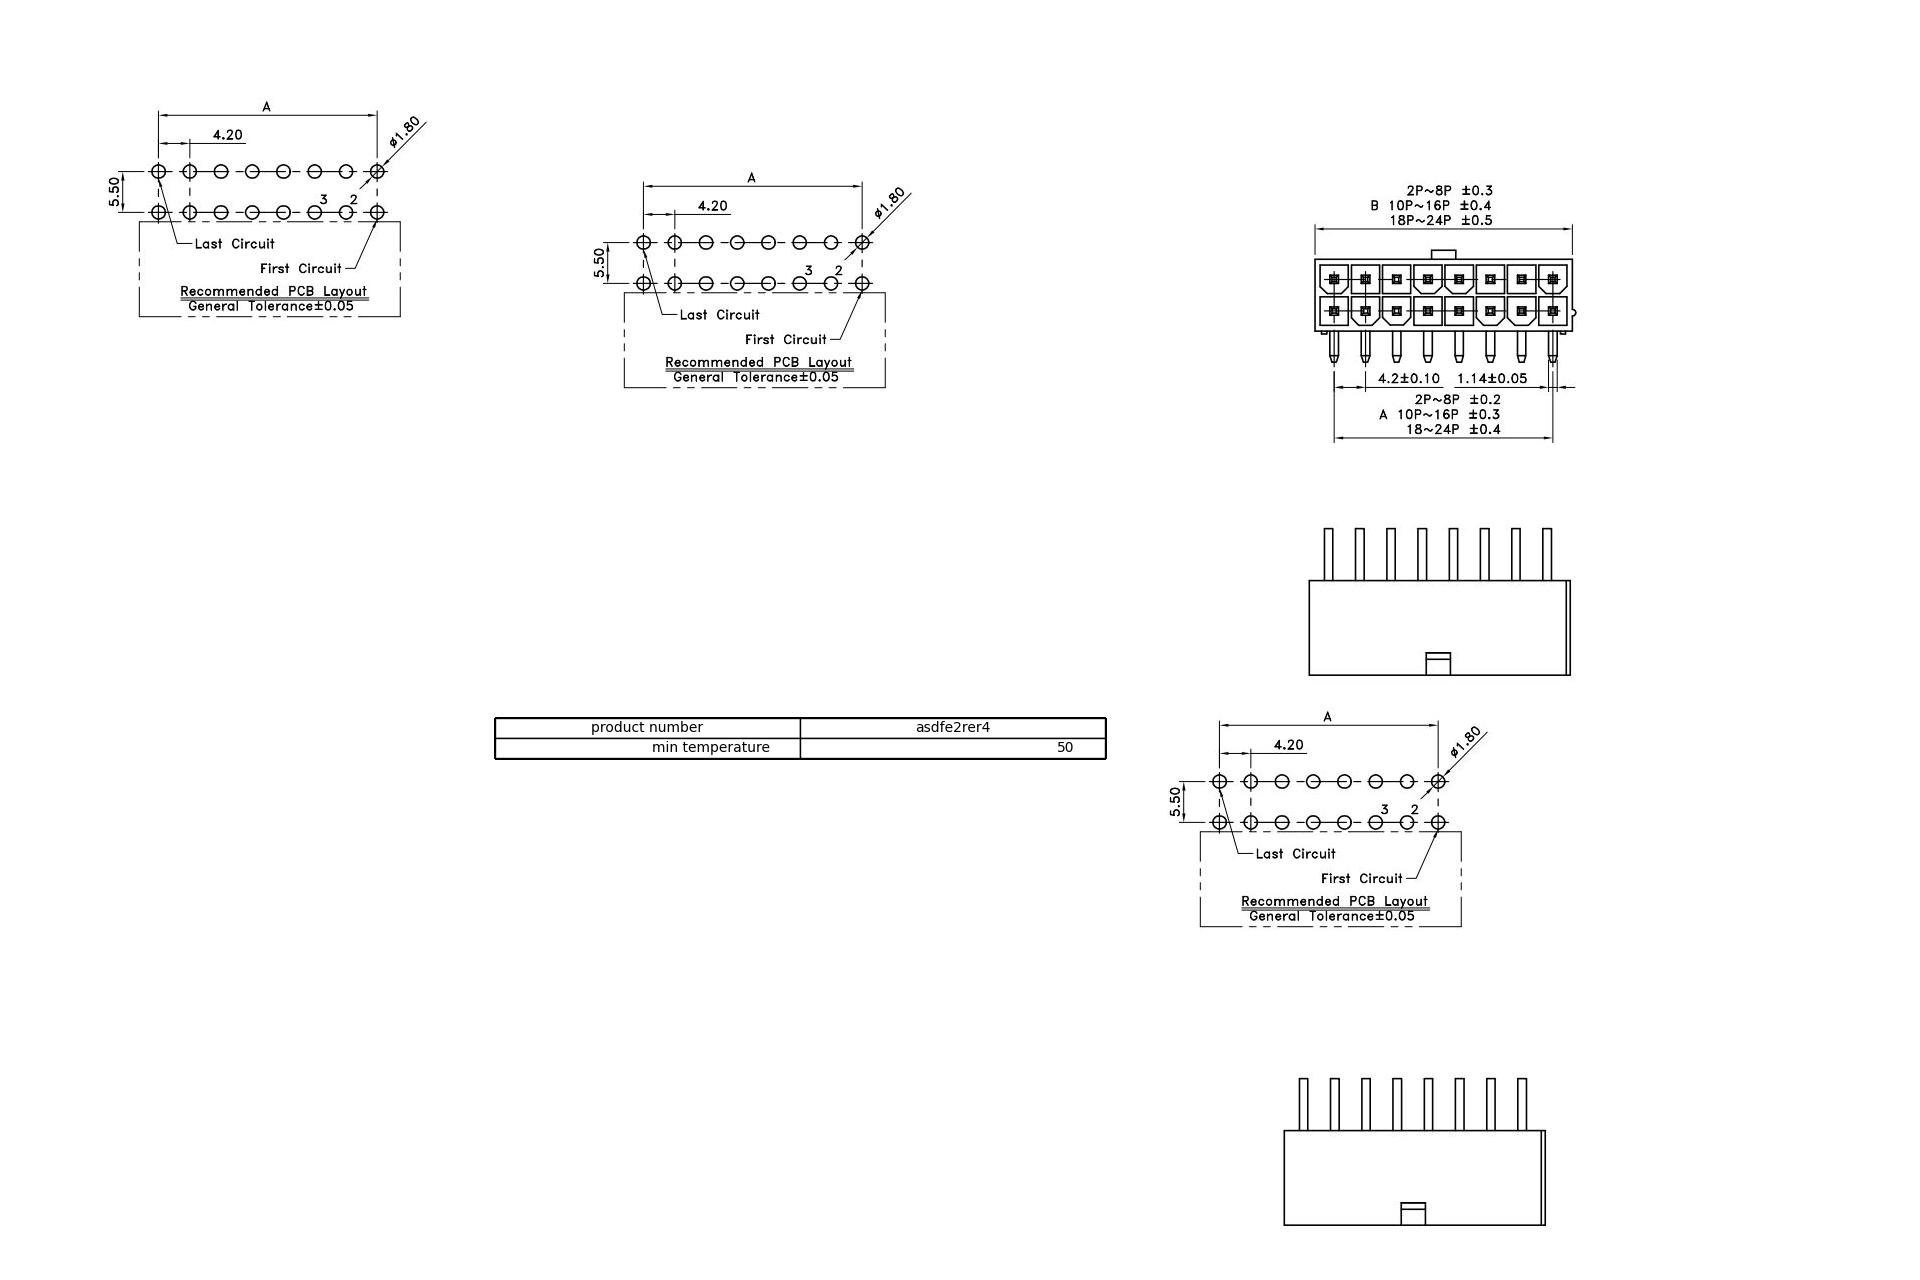 A
4.20
ø1.80
5.50
3 2
Last Circuit
First Circuit
Recommended PCB Layout
General Tolerance±0.05
A
4.20
ø1.80
5.50
3 2
Last Circuit
First Circuit
Recommended PCB Layout
General Tolerance±0.05
2P~8P ±0.3
B 10P~16P ±0.4
18P~24P ±0.5
4.2±0.10 1.14±0.05
2P~8P ±0.2
A 10P~16P ±0.3
18~24P ±0.4
product number asdfe2rer4
min temperature 50
A
4.20
ø1.80
5.50
3 2
Last Circuit
First Circuit
Recommended PCB Layout
General Tolerance±0.05